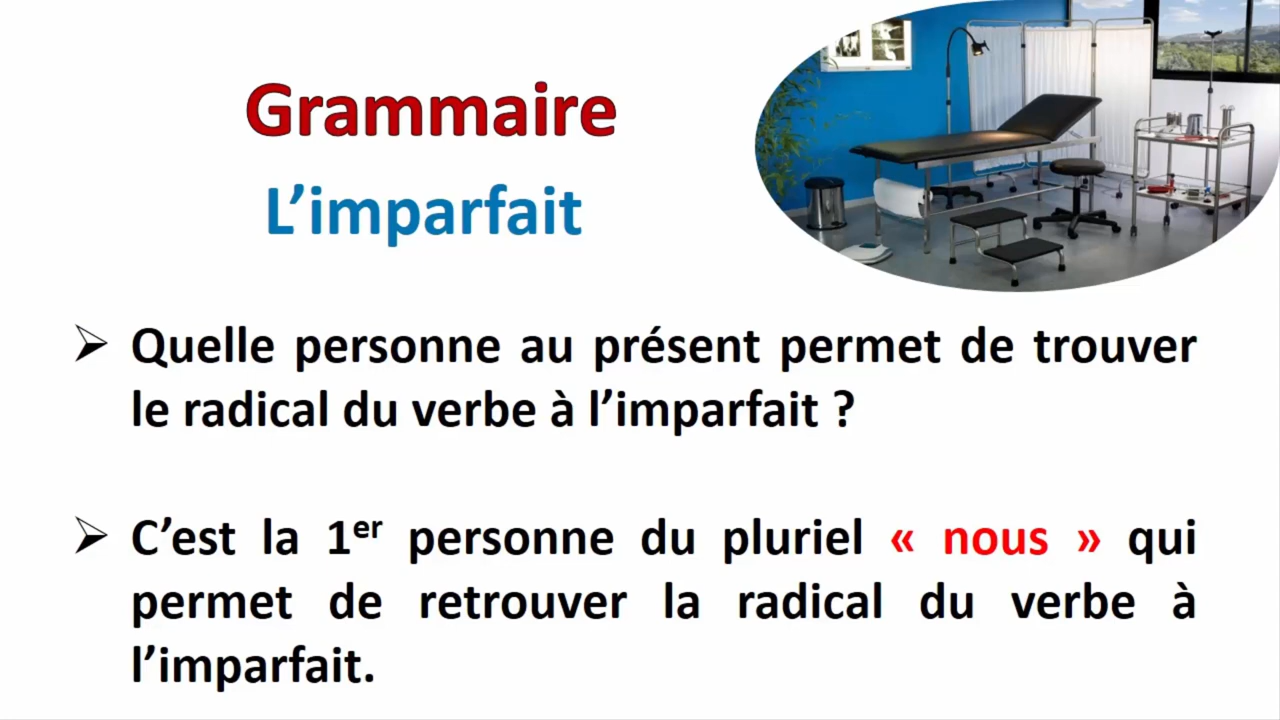 Grammaire
L’imparfait
➢ Quelle personne au présent permet de trouver
le radical du verbe à l’imparfait ?
➢ C’est la 1er personne du pluriel « nous » qui
permet de retrouver la radical du verbe à
l’imparfait.